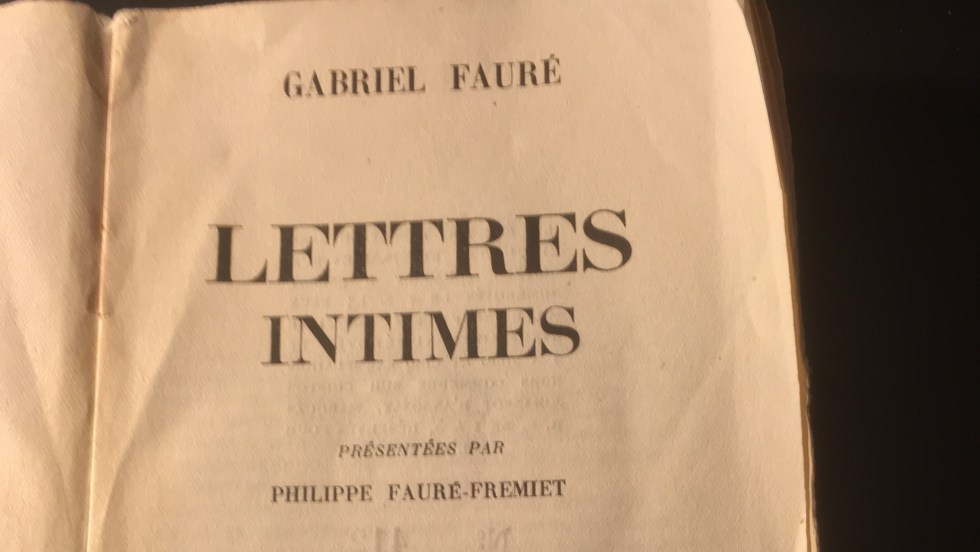 GABRIEL FAURÉ
LETTRES
INTIMES
PRÉSENTÉES PAR
PHILIPPE FAURÉ-FREMIET